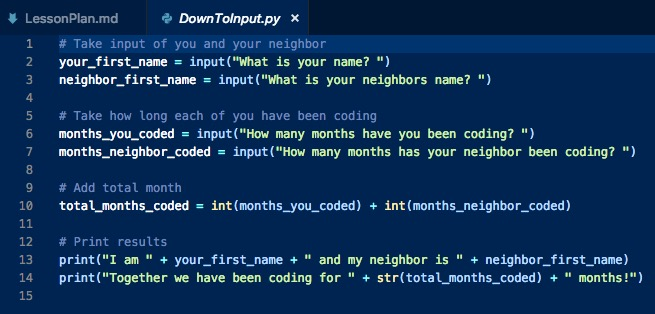 LessonPlan.md DownToInput.py ×
1 # Take input of you and your neighbor
2 your_first_name = input("What is your name? ")
3 neighbor_first_name = input("What is your neighbors name? ")
4
5 # Take how long each of you have been coding
6 months_you_coded = input("How many months have you been coding? ")
7 months_neighbor_coded = input("How many months has your neighbor been coding? ")
8
9 # Add total month
10 total_months_coded = int(months_you_coded) + int(months_neighbor_coded)
11
12 # Print results
13 print("I am " + your_first_name + " and my neighbor is " + neighbor_first_name)
14 print("Together we have been coding for " + str(total_months_coded) + " months!")
15